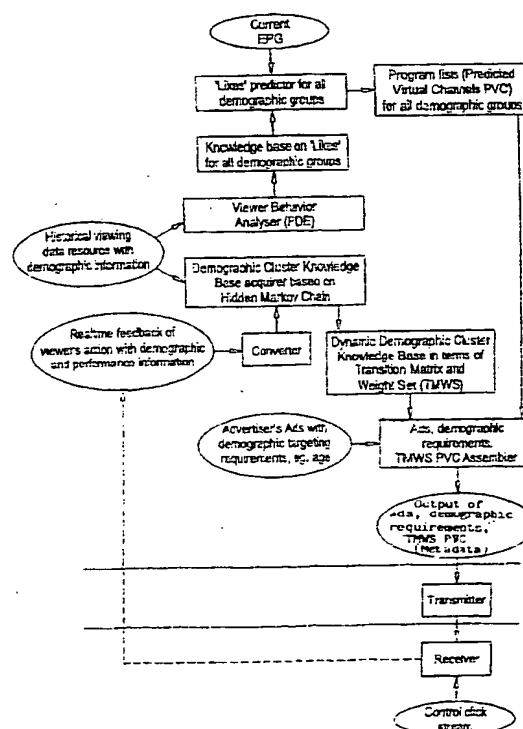 Current
EPG
'Likes' predictor for all
demographic groups
Program lists (Predicted
Virtual Channels PVC)
for all demographic groups
Knowledge base on 'Likes'
for all demographic groups
Viewer Behavior
Analyser (PDE)
Historical viewing
data resource with
demographic information
Demographic Cluster Knowledge
Base acquirer based on
Hidden Markov Chain
Realtime feedback of
viewer's action with demographic
and performance information
Converter
Dynamic Demographic Cluster
Knowledge Base in terms of
Transition Matrix and
Weight Set (TMWS)
Advertiser's Ads with
demographic targeting
requirements, eg. age
Ads, demographic
requirements,
TMWS PVC Assembler
Output of
ads, demographic
requirements,
TMWS PVC
(Metadata)
Transmitter
Receiver
Control click
stream